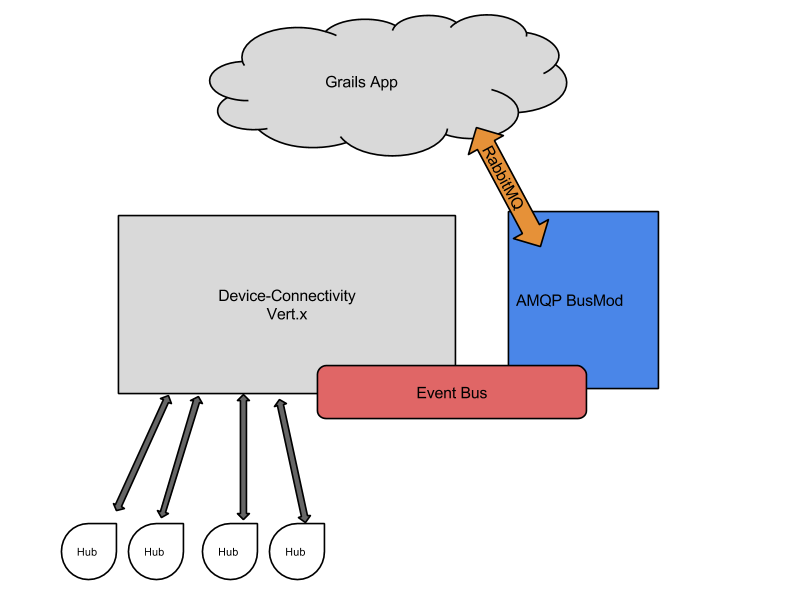 Grails App
RabbitMQ
Device-Connectivity
Vert.x
AMQP BusMod
Event Bus
Hub
Hub
Hub
Hub